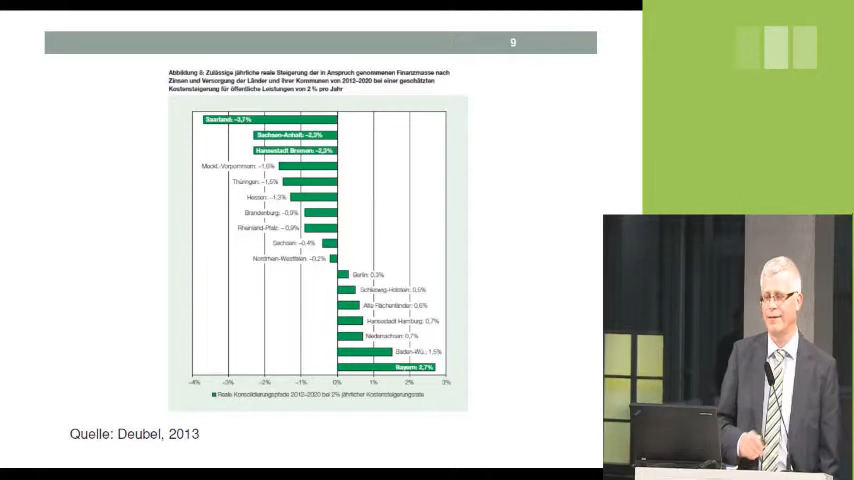 9
Abbildung 8: Zulässige jährliche reale Steigerung der in Anspruch genommenen Finanzmasse nach
Zinsen und Versorgung der Länder und ihrer Kommunen von 2012–2020 bei einer geschätzten
Kostensteigerung für öffentliche Leistungen von 2 % pro Jahr
Saarland: –3,7%
Sachsen-Anhalt: –2,3%
Hansestadt Bremen: –2,3%
Meckl.-Vorpommern: –1,6%
Thüringen: –1,5%
Hessen: –1,3%
Brandenburg: –0,9%
Rheinland-Pfalz: –0,9%
Sachsen: –0,4%
Nordrhein-Westfalen: –0,2%
Berlin: 0,3%
Schleswig-Holstein: 0,5%
Alte Flächenländer: 0,6%
Hansestadt Hamburg: 0,7%
Niedersachsen: 0,7%
Baden-Wü.: 1,5%
Bayern: 2,7%
–4% –3% –2% –1% 0% 1% 2% 3%
Reale Konsolidierungspfade 2012–2020 bei 2% jährlicher Kostensteigerungsrate
Quelle: Deubel, 2013